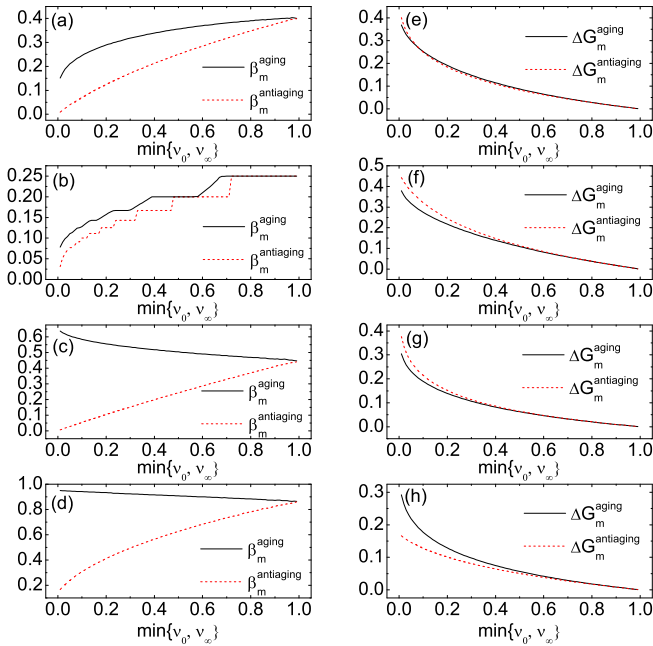 (a)
0.4
0.3
0.2
0.1
0.0
β_m^aging
β_m^antiaging
0.0 0.2 0.4 0.6 0.8 1.0
min{ν_0, ν_∞}
(b)
0.25
0.20
0.15
0.10
0.05
0.00
β_m^aging
β_m^antiaging
0.0 0.2 0.4 0.6 0.8 1.0
min{ν_0, ν_∞}
(c)
0.6
0.5
0.4
0.3
0.2
0.1
0.0
β_m^aging
β_m^antiaging
0.0 0.2 0.4 0.6 0.8 1.0
min{ν_0, ν_∞}
(d)
1.0
0.8
0.6
0.4
0.2
β_m^aging
β_m^antiaging
0.0 0.2 0.4 0.6 0.8 1.0
min{ν_0, ν_∞}
(e)
0.4
0.3
0.2
0.1
0.0
ΔG_m^aging
ΔG_m^antiaging
0.0 0.2 0.4 0.6 0.8 1.0
min{ν_0, ν_∞}
(f)
0.5
0.4
0.3
0.2
0.1
0.0
ΔG_m^aging
ΔG_m^antiaging
0.0 0.2 0.4 0.6 0.8 1.0
min{ν_0, ν_∞}
(g)
0.4
0.3
0.2
0.1
0.0
ΔG_m^aging
ΔG_m^antiaging
0.0 0.2 0.4 0.6 0.8 1.0
min{ν_0, ν_∞}
(h)
0.3
0.2
0.1
0.0
ΔG_m^aging
ΔG_m^antiaging
0.0 0.2 0.4 0.6 0.8 1.0
min{ν_0, ν_∞}